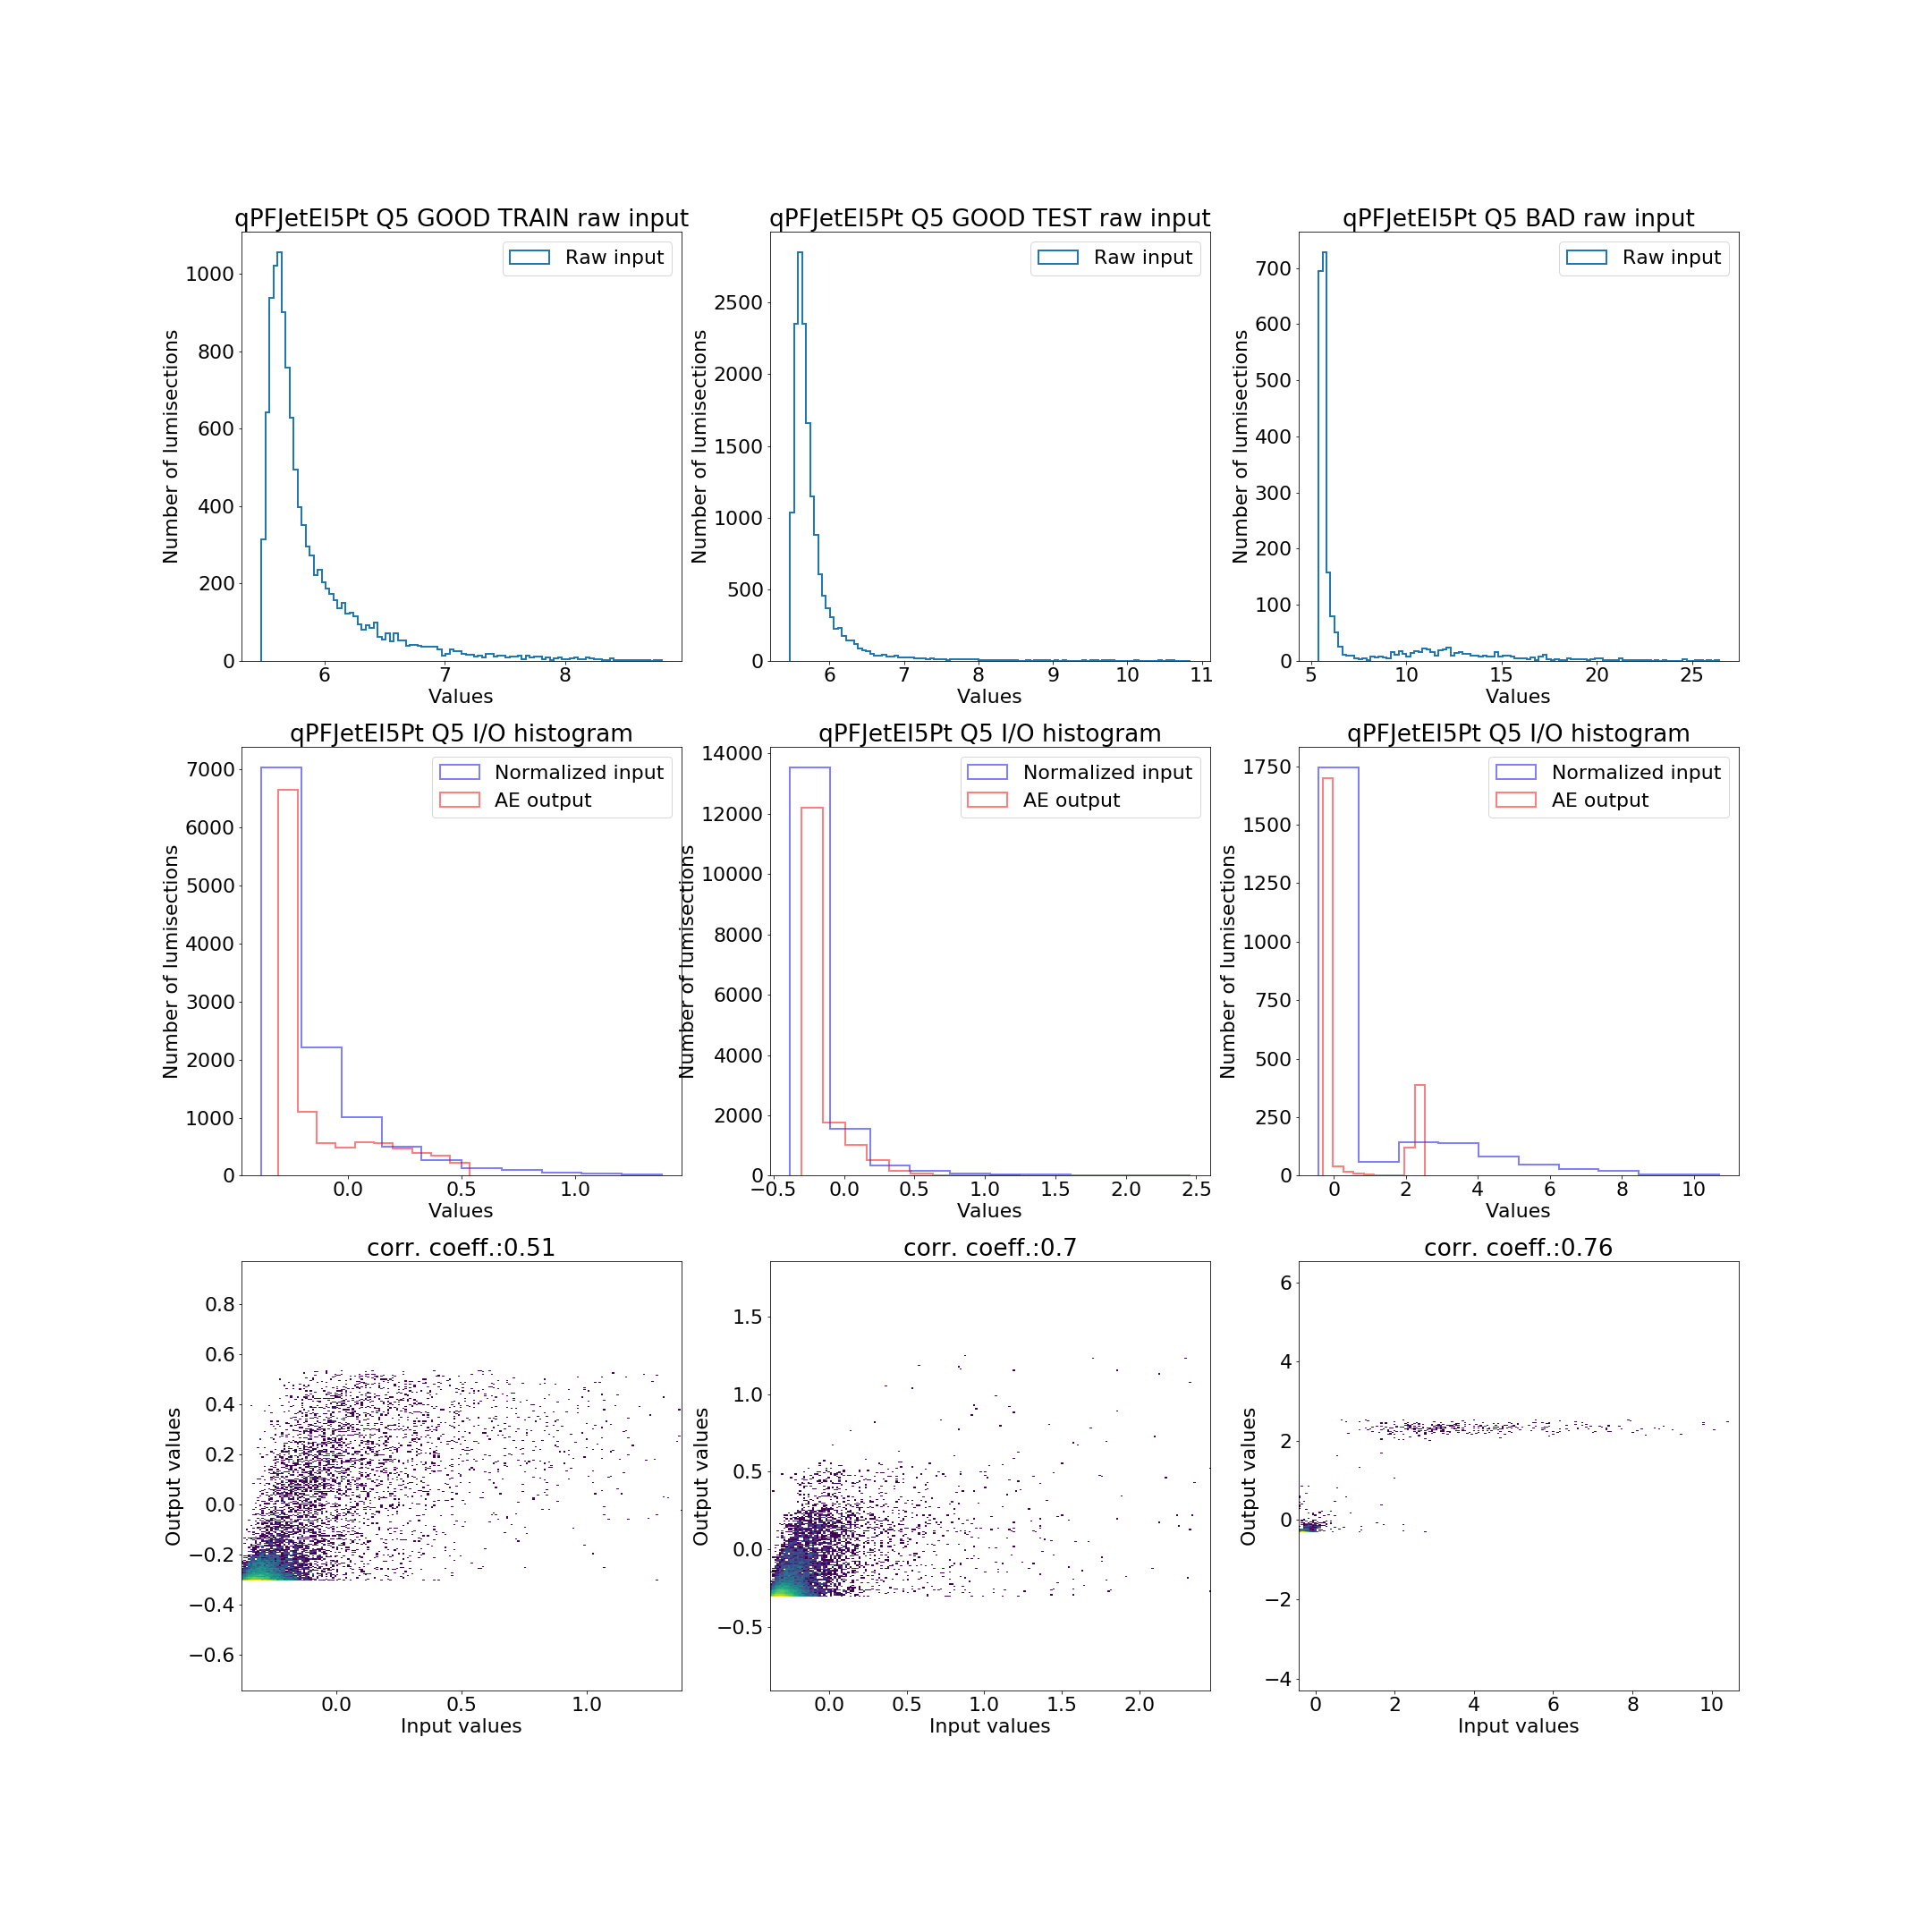 qPFJetEI5Pt Q5 GOOD TRAIN raw input
Raw input
Number of lumisections
1000
800
600
400
200
0
6
7
8
Values
qPFJetEI5Pt Q5 GOOD TEST raw input
Raw input
Number of lumisections
2500
2000
1500
1000
500
0
6
7
8
9
10
11
Values
qPFJetEI5Pt Q5 BAD raw input
Raw input
Number of lumisections
700
600
500
400
300
200
100
0
5
10
15
20
25
Values
qPFJetEI5Pt Q5 I/O histogram
Normalized input
AE output
Number of lumisections
7000
6000
5000
4000
3000
2000
1000
0
0.0
0.5
1.0
Values
qPFJetEI5Pt Q5 I/O histogram
Normalized input
AE output
Number of lumisections
14000
12000
10000
8000
6000
4000
2000
0
−0.5
0.0
0.5
1.0
1.5
2.0
2.5
Values
qPFJetEI5Pt Q5 I/O histogram
Normalized input
AE output
Number of lumisections
1750
1500
1250
1000
750
500
250
0
0
2
4
6
8
10
Values
corr. coeff.:0.51
Output values
0.8
0.6
0.4
0.2
0.0
−0.2
−0.4
−0.6
0.0
0.5
1.0
Input values
corr. coeff.:0.7
Output values
1.5
1.0
0.5
0.0
−0.5
0.0
0.5
1.0
1.5
2.0
Input values
corr. coeff.:0.76
Output values
6
4
2
0
−2
−4
0
2
4
6
8
10
Input values